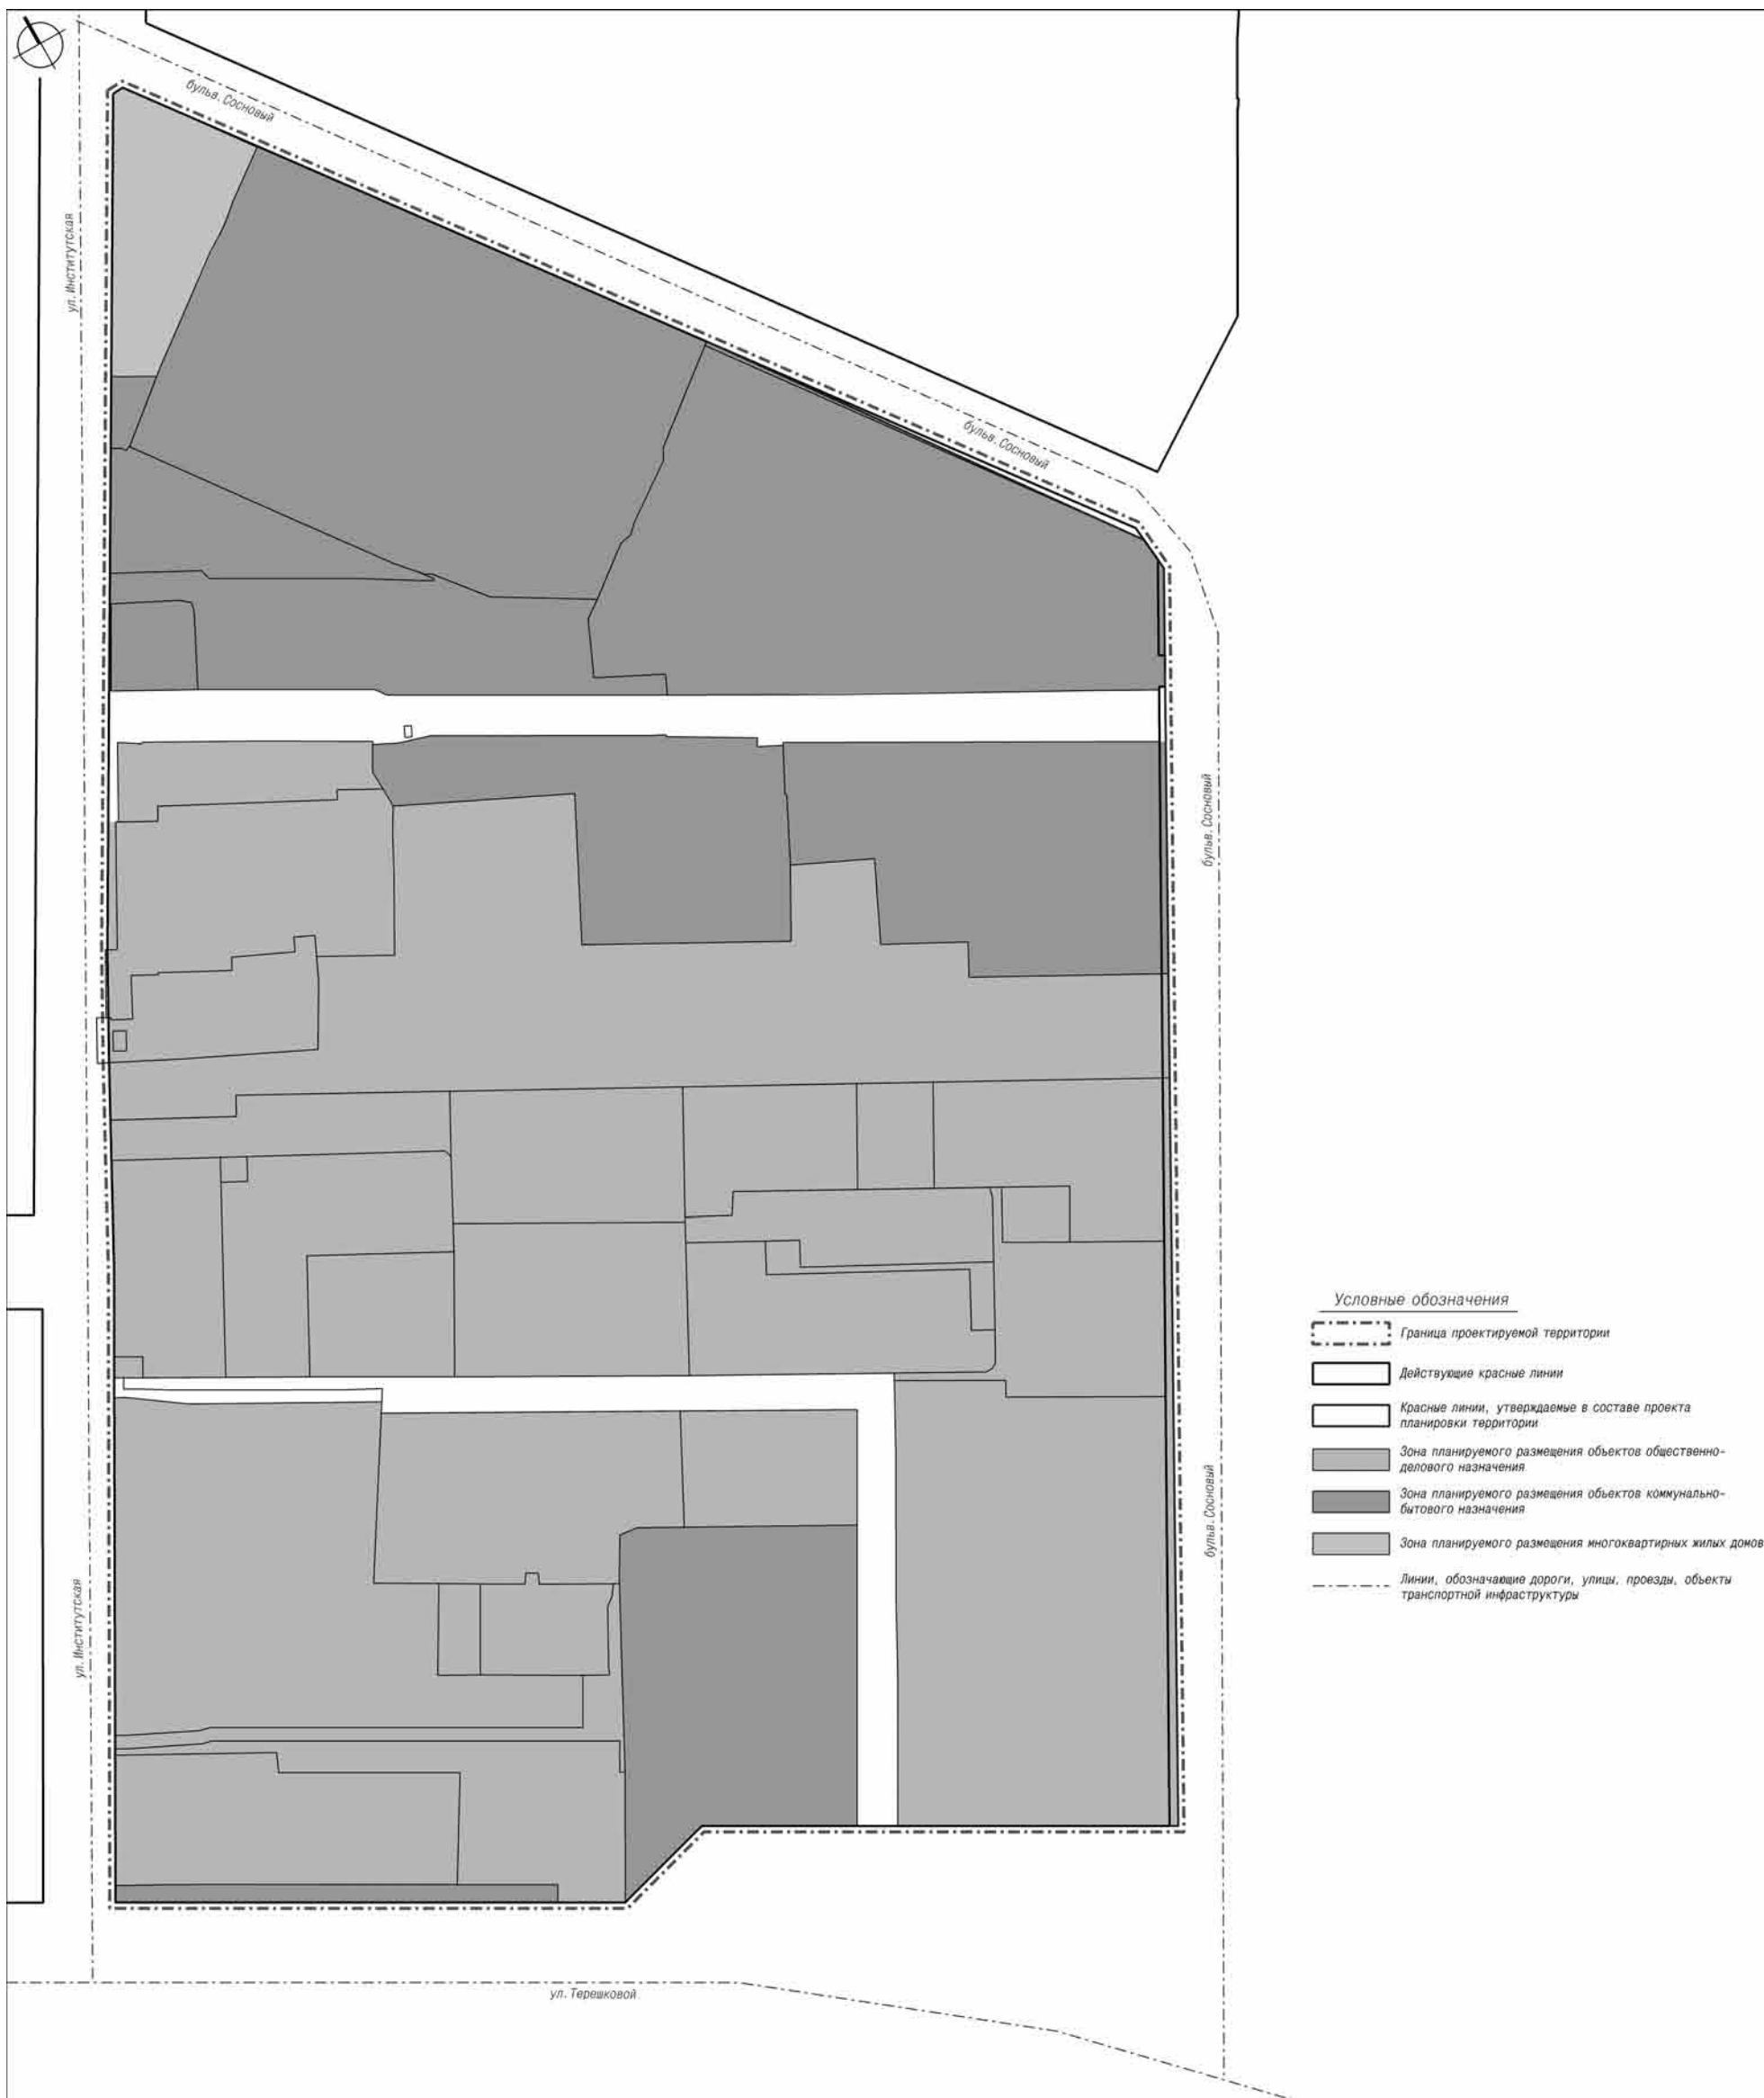 бульв. Сосновый
ул. Институтская
бульв. Сосновый
бульв. Сосновый
Условные обозначения
Граница проектируемой территории
Действующие красные линии
Красные линии, утверждаемые в составе проекта
планировки территории
Зона планируемого размещения объектов общественно-
делового назначения
Зона планируемого размещения объектов коммунально-
бытового назначения
Зона планируемого размещения многоквартирных жилых домов
Линии, обозначающие дороги, улицы, проезды, объекты
транспортной инфраструктуры
бульв. Сосновый
ул. Институтская
ул. Терешковой